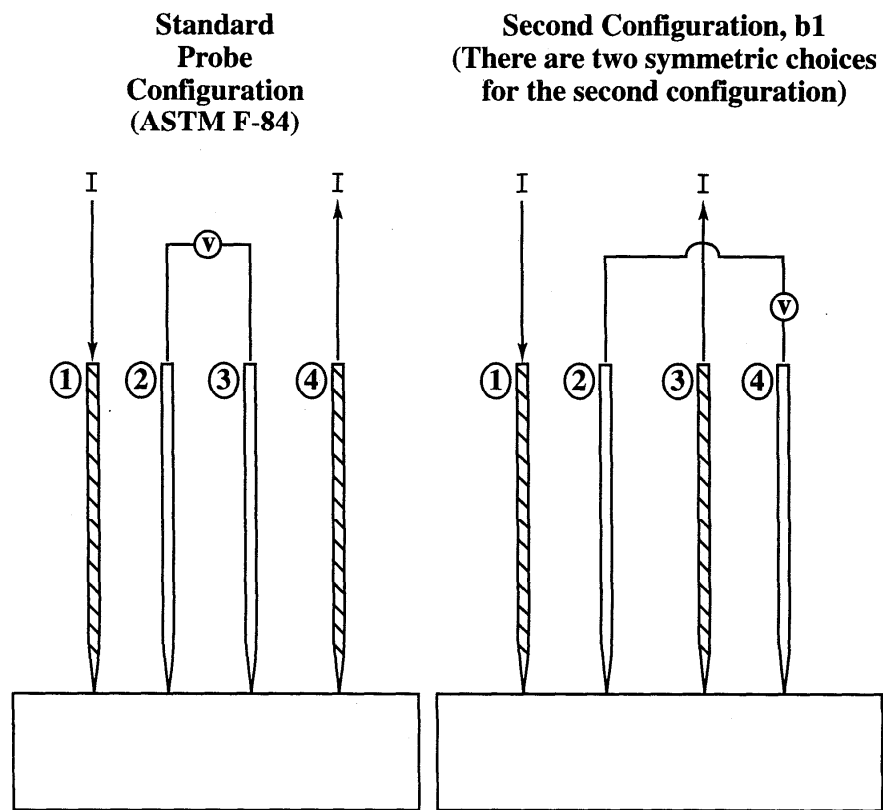 Standard
Probe
Configuration
(ASTM F-84)
I I
V
1 2 3 4
Second Configuration, b1
(There are two symmetric choices
for the second configuration)
I I
V
1 2 3 4